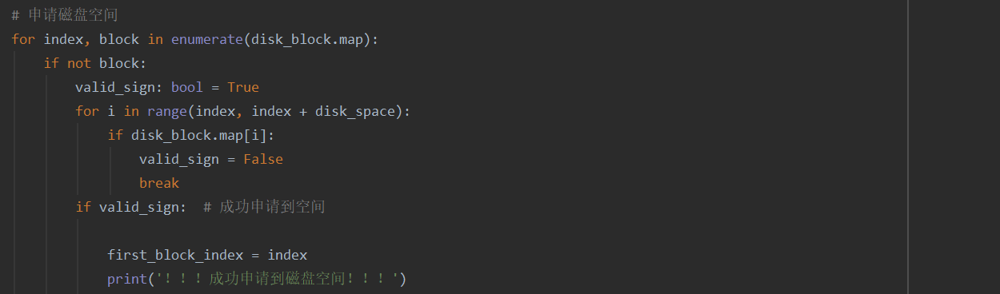 # 申请磁盘空间
for index, block in enumerate(disk_block.map):
if not block:
valid_sign: bool = True
for i in range(index, index + disk_space):
if disk_block.map[i]:
valid_sign = False
break
if valid_sign:  # 成功申请到空间
first_block_index = index
print('！！！成功申请到磁盘空间！！！')